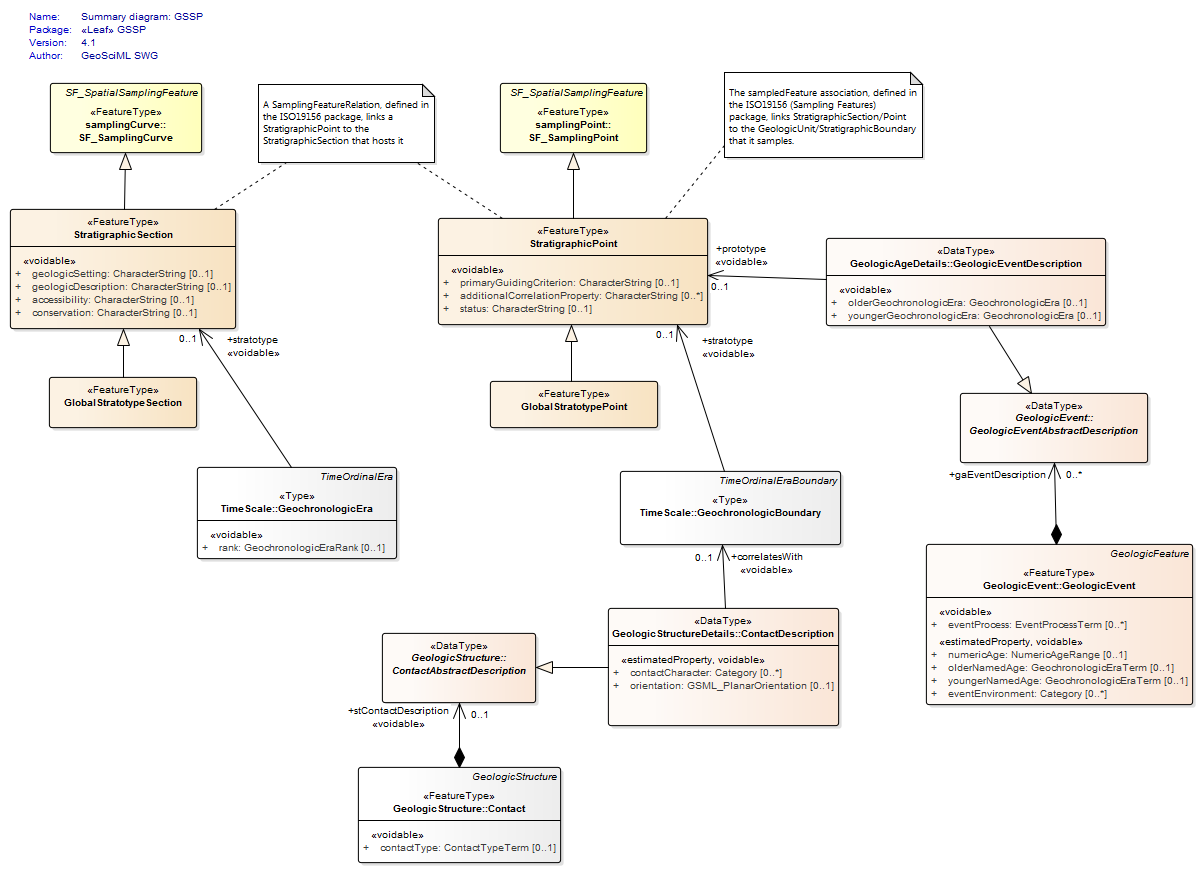 Name: Summary diagram: GSSP
Package: «Leaf» GSSP
Version: 4.1
Author: GeoSciML SWG
SF_SpatialSamplingFeature
«FeatureType»
samplingCurve::
SF_SamplingCurve
A SamplingFeatureRelation, defined in
the ISO19156 package, links a
StratigraphicPoint to the
StratigraphicSection that hosts it
SF_SpatialSamplingFeature
«FeatureType»
samplingPoint::
SF_SamplingPoint
The sampledFeature association, defined in
the ISO19156 (Sampling Features)
package, links StratigraphicSection/Point
to the GeologicUnit/StratigraphicBoundary
that it samples.
«FeatureType»
StratigraphicSection
«voidable»
+ geologicSetting: CharacterString [0..1]
+ geologicDescription: CharacterString [0..1]
+ accessibility: CharacterString [0..1]
+ conservation: CharacterString [0..1]
«FeatureType»
StratigraphicPoint
«voidable»
+ primaryGuidingCriterion: CharacterString [0..1]
+ additionalCorrelationProperty: CharacterString [0..*]
+ status: CharacterString [0..1]
+prototype
«voidable»
0..1
«DataType»
GeologicAgeDetails::GeologicEventDescription
«voidable»
+ olderGeochronologicEra: GeochronologicEra [0..1]
+ youngerGeochronologicEra: GeochronologicEra [0..1]
0..1
+stratotype
«voidable»
0..1
+stratotype
«voidable»
«FeatureType»
GlobalStratotypeSection
«FeatureType»
GlobalStratotypePoint
«DataType»
GeologicEvent::
GeologicEventAbstractDescription
+gaEventDescription 0..*
TimeOrdinalEra
«Type»
TimeScale::GeochronologicEra
«voidable»
+ rank: GeochronologicEraRank [0..1]
TimeOrdinalEraBoundary
«Type»
TimeScale::GeochronologicBoundary
0..1 +correlatesWith
«voidable»
GeologicFeature
«FeatureType»
GeologicEvent::GeologicEvent
«voidable»
+ eventProcess: EventProcessTerm [0..*]
«estimatedProperty, voidable»
+ numericAge: NumericAgeRange [0..1]
+ olderNamedAge: GeochronologicEraTerm [0..1]
+ youngerNamedAge: GeochronologicEraTerm [0..1]
+ eventEnvironment: Category [0..*]
«DataType»
GeologicStructureDetails::ContactDescription
«estimatedProperty, voidable»
+ contactCharacter: Category [0..*]
+ orientation: GSML_PlanarOrientation [0..1]
«DataType»
GeologicStructure::
ContactAbstractDescription
+stContactDescription
«voidable»
0..1
GeologicStructure
«FeatureType»
GeologicStructure::Contact
«voidable»
+ contactType: ContactTypeTerm [0..1]